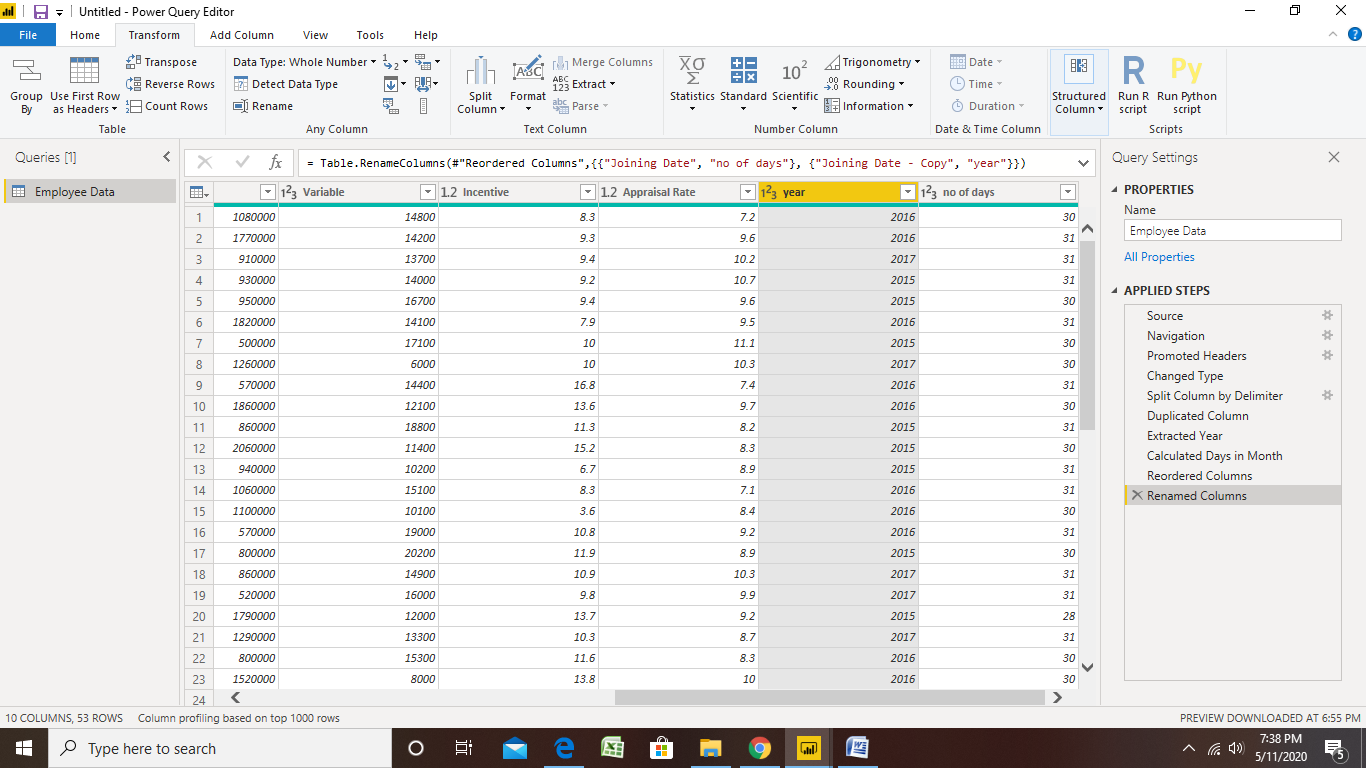 Untitled - Power Query Editor
File Home Transform Add Column View Tools Help
Group By
Use First Row as Headers
Transpose
Reverse Rows
Count Rows
Table
Data Type: Whole Number
Detect Data Type
Rename
Any Column
Split Column
Format
Merge Columns
Extract
Parse
Text Column
Statistics
Standard
Scientific
Trigonometry
Rounding
Information
Number Column
Date
Time
Duration
Date & Time Column
Structured Column
Run R script
Run Python script
Scripts
Queries [1]
Employee Data
= Table.RenameColumns(#"Reordered Columns",{{"Joining Date", "no of days"}, {"Joining Date - Copy", "year"}})
Variable Incentive Appraisal Rate year no of days
1 1080000 14800 8.3 7.2 2016 30
2 1770000 14200 9.3 9.6 2016 31
3 910000 13700 9.4 10.2 2017 31
4 930000 14000 9.2 10.7 2015 31
5 950000 16700 9.4 9.6 2015 30
6 1820000 14100 7.9 9.5 2016 31
7 500000 17100 10 11.1 2015 30
8 1260000 6000 10 10.3 2017 30
9 570000 14400 16.8 7.4 2016 31
10 1860000 12100 13.6 9.7 2016 30
11 860000 18800 11.3 8.2 2015 31
12 2060000 11400 15.2 8.3 2015 30
13 940000 10200 6.7 8.9 2015 31
14 1060000 15100 8.3 7.1 2016 31
15 1100000 10100 3.6 8.4 2016 30
16 570000 19000 10.8 9.2 2016 31
17 800000 20200 11.9 8.9 2015 30
18 860000 14900 10.9 10.3 2017 31
19 520000 16000 9.8 9.9 2017 31
20 1790000 12000 13.7 9.2 2015 28
21 1290000 13300 10.3 8.7 2017 31
22 800000 15300 11.6 8.3 2016 30
23 1520000 8000 13.8 10 2016 30
24
Query Settings
PROPERTIES
Name
Employee Data
All Properties
APPLIED STEPS
Source
Navigation
Promoted Headers
Changed Type
Split Column by Delimiter
Duplicated Column
Extracted Year
Calculated Days in Month
Reordered Columns
Renamed Columns
10 COLUMNS, 53 ROWS Column profiling based on top 1000 rows
PREVIEW DOWNLOADED AT 6:55 PM
Type here to search
7:38 PM
5/11/2020
5